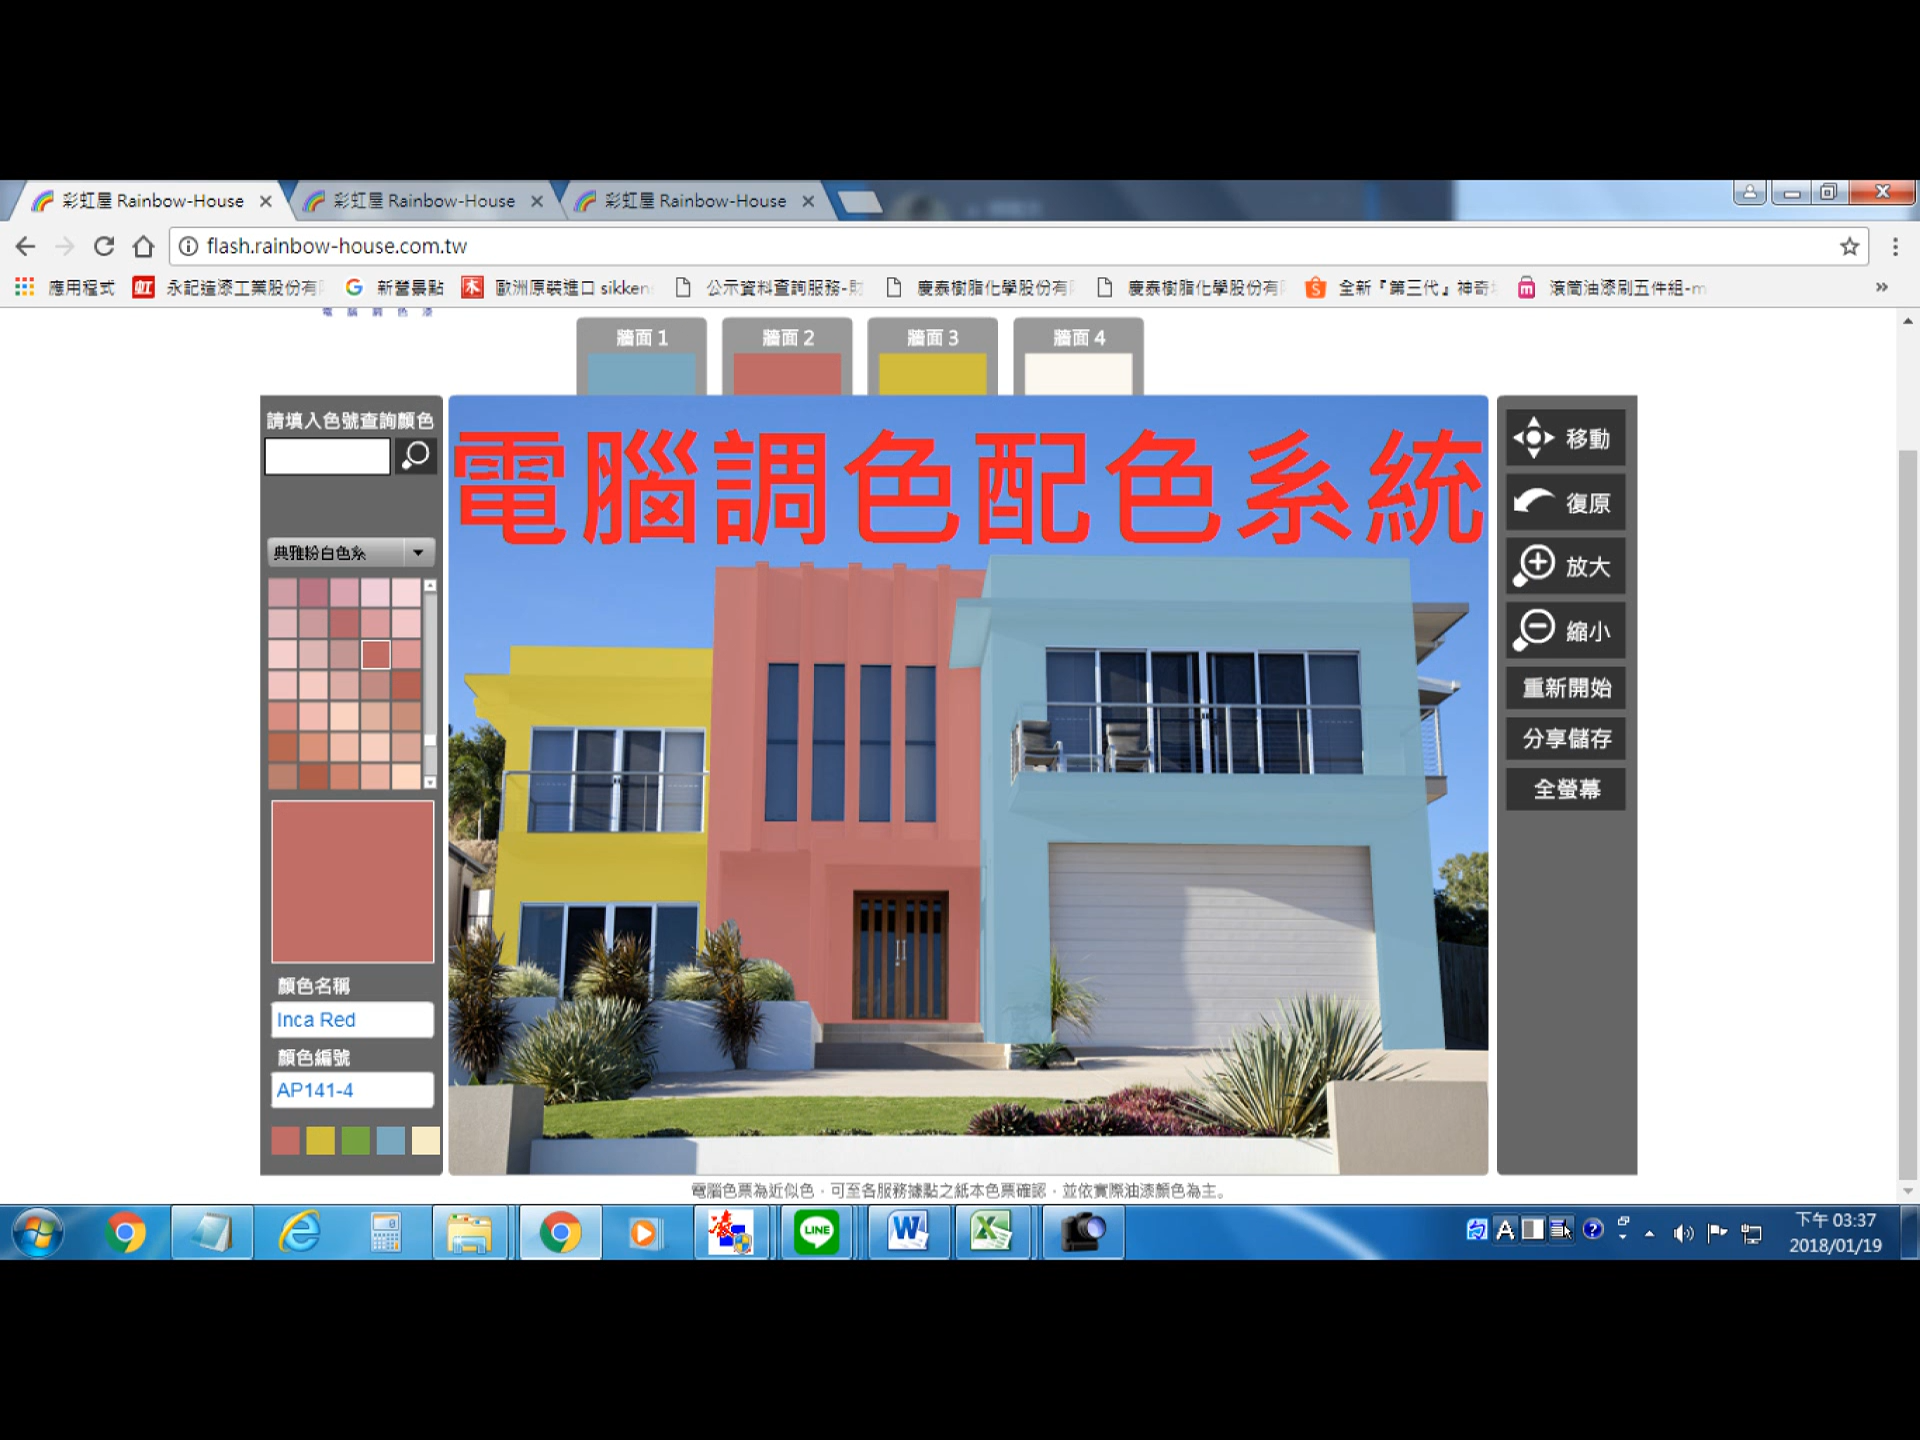 彩虹屋 Rainbow-House
彩虹屋 Rainbow-House
彩虹屋 Rainbow-House
flash.rainbow-house.com.tw
應用程式
虹 永記造漆工業股份有
新營景點
木 歐洲原裝進口 sikken
公示資料查詢服務-財
慶泰樹脂化學股份有
慶泰樹脂化學股份有
全新『第三代』神奇
滾筒油漆刷五件組-m
電腦調色漆
牆面 1
牆面 2
牆面 3
牆面 4
請填入色號查詢顏色
典雅粉白色系
顏色名稱
Inca Red
顏色編號
AP141-4
電腦調色配色系統
移動
復原
放大
縮小
重新開始
分享儲存
全螢幕
電腦色票為近似色，可至各服務據點之紙本色票確認，並依實際油漆顏色為主。
LINE
下午 03:37
2018/01/19